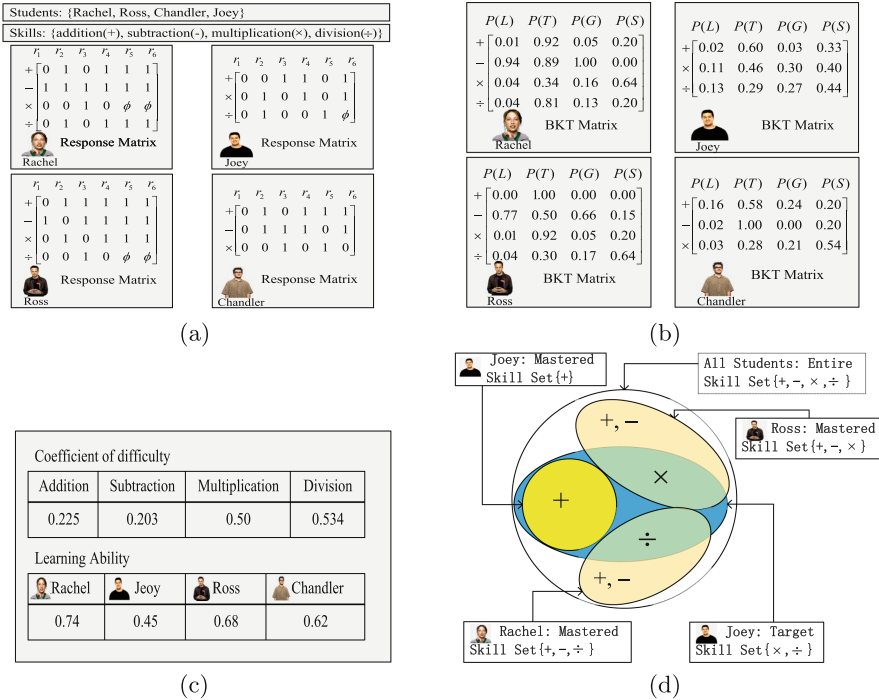 Students: {Rachel, Ross, Chandler, Joey}
Skills: {addition(+), subtraction(-), multiplication(×), division(÷)}
r1 r2 r3 r4 r5 r6
+ 0 1 0 1 1 1
− 1 1 1 1 1 1
× 0 0 1 0 ϕ ϕ
÷ 0 1 0 1 1 1
Rachel
Response Matrix
r1 r2 r3 r4 r5 r6
+ 0 0 1 1 0 1
× 0 1 0 1 0 1
÷ 0 1 0 0 1 ϕ
Joey
Response Matrix
r1 r2 r3 r4 r5 r6
+ 0 1 1 1 1 1
− 1 0 1 1 1 1
× 0 1 0 1 1 1
÷ 0 0 1 0 ϕ ϕ
Ross
Response Matrix
r1 r2 r3 r4 r5 r6
+ 0 1 0 1 1 1
− 0 1 1 1 0 1
× 0 0 1 0 1 0
Chandler
Response Matrix
(a)
P(L) P(T) P(G) P(S)
+ 0.01 0.92 0.05 0.20
− 0.94 0.89 1.00 0.00
× 0.04 0.34 0.16 0.64
÷ 0.04 0.81 0.13 0.20
Rachel
BKT Matrix
P(L) P(T) P(G) P(S)
+ 0.02 0.60 0.03 0.33
× 0.11 0.46 0.30 0.40
÷ 0.13 0.29 0.27 0.44
Joey
BKT Matrix
P(L) P(T) P(G) P(S)
+ 0.00 1.00 0.00 0.00
− 0.77 0.50 0.66 0.15
× 0.01 0.92 0.05 0.20
÷ 0.04 0.30 0.17 0.64
Ross
BKT Matrix
P(L) P(T) P(G) P(S)
+ 0.16 0.58 0.24 0.20
− 0.02 1.00 0.00 0.20
× 0.03 0.28 0.21 0.54
Chandler
BKT Matrix
(b)
Coefficient of difficulty
Addition Subtraction Multiplication Division
0.225 0.203 0.50 0.534
Learning Ability
Rachel Jeoy Ross Chandler
0.74 0.45 0.68 0.62
(c)
Joey: Mastered
Skill Set{+}
All Students: Entire
Skill Set{+,-,×,÷}
Ross: Mastered
Skill Set{+,-,×}
+,−
×
+
÷
+,−
Rachel: Mastered
Skill Set{+,-,÷}
Joey: Target
Skill Set{×,÷}
(d)